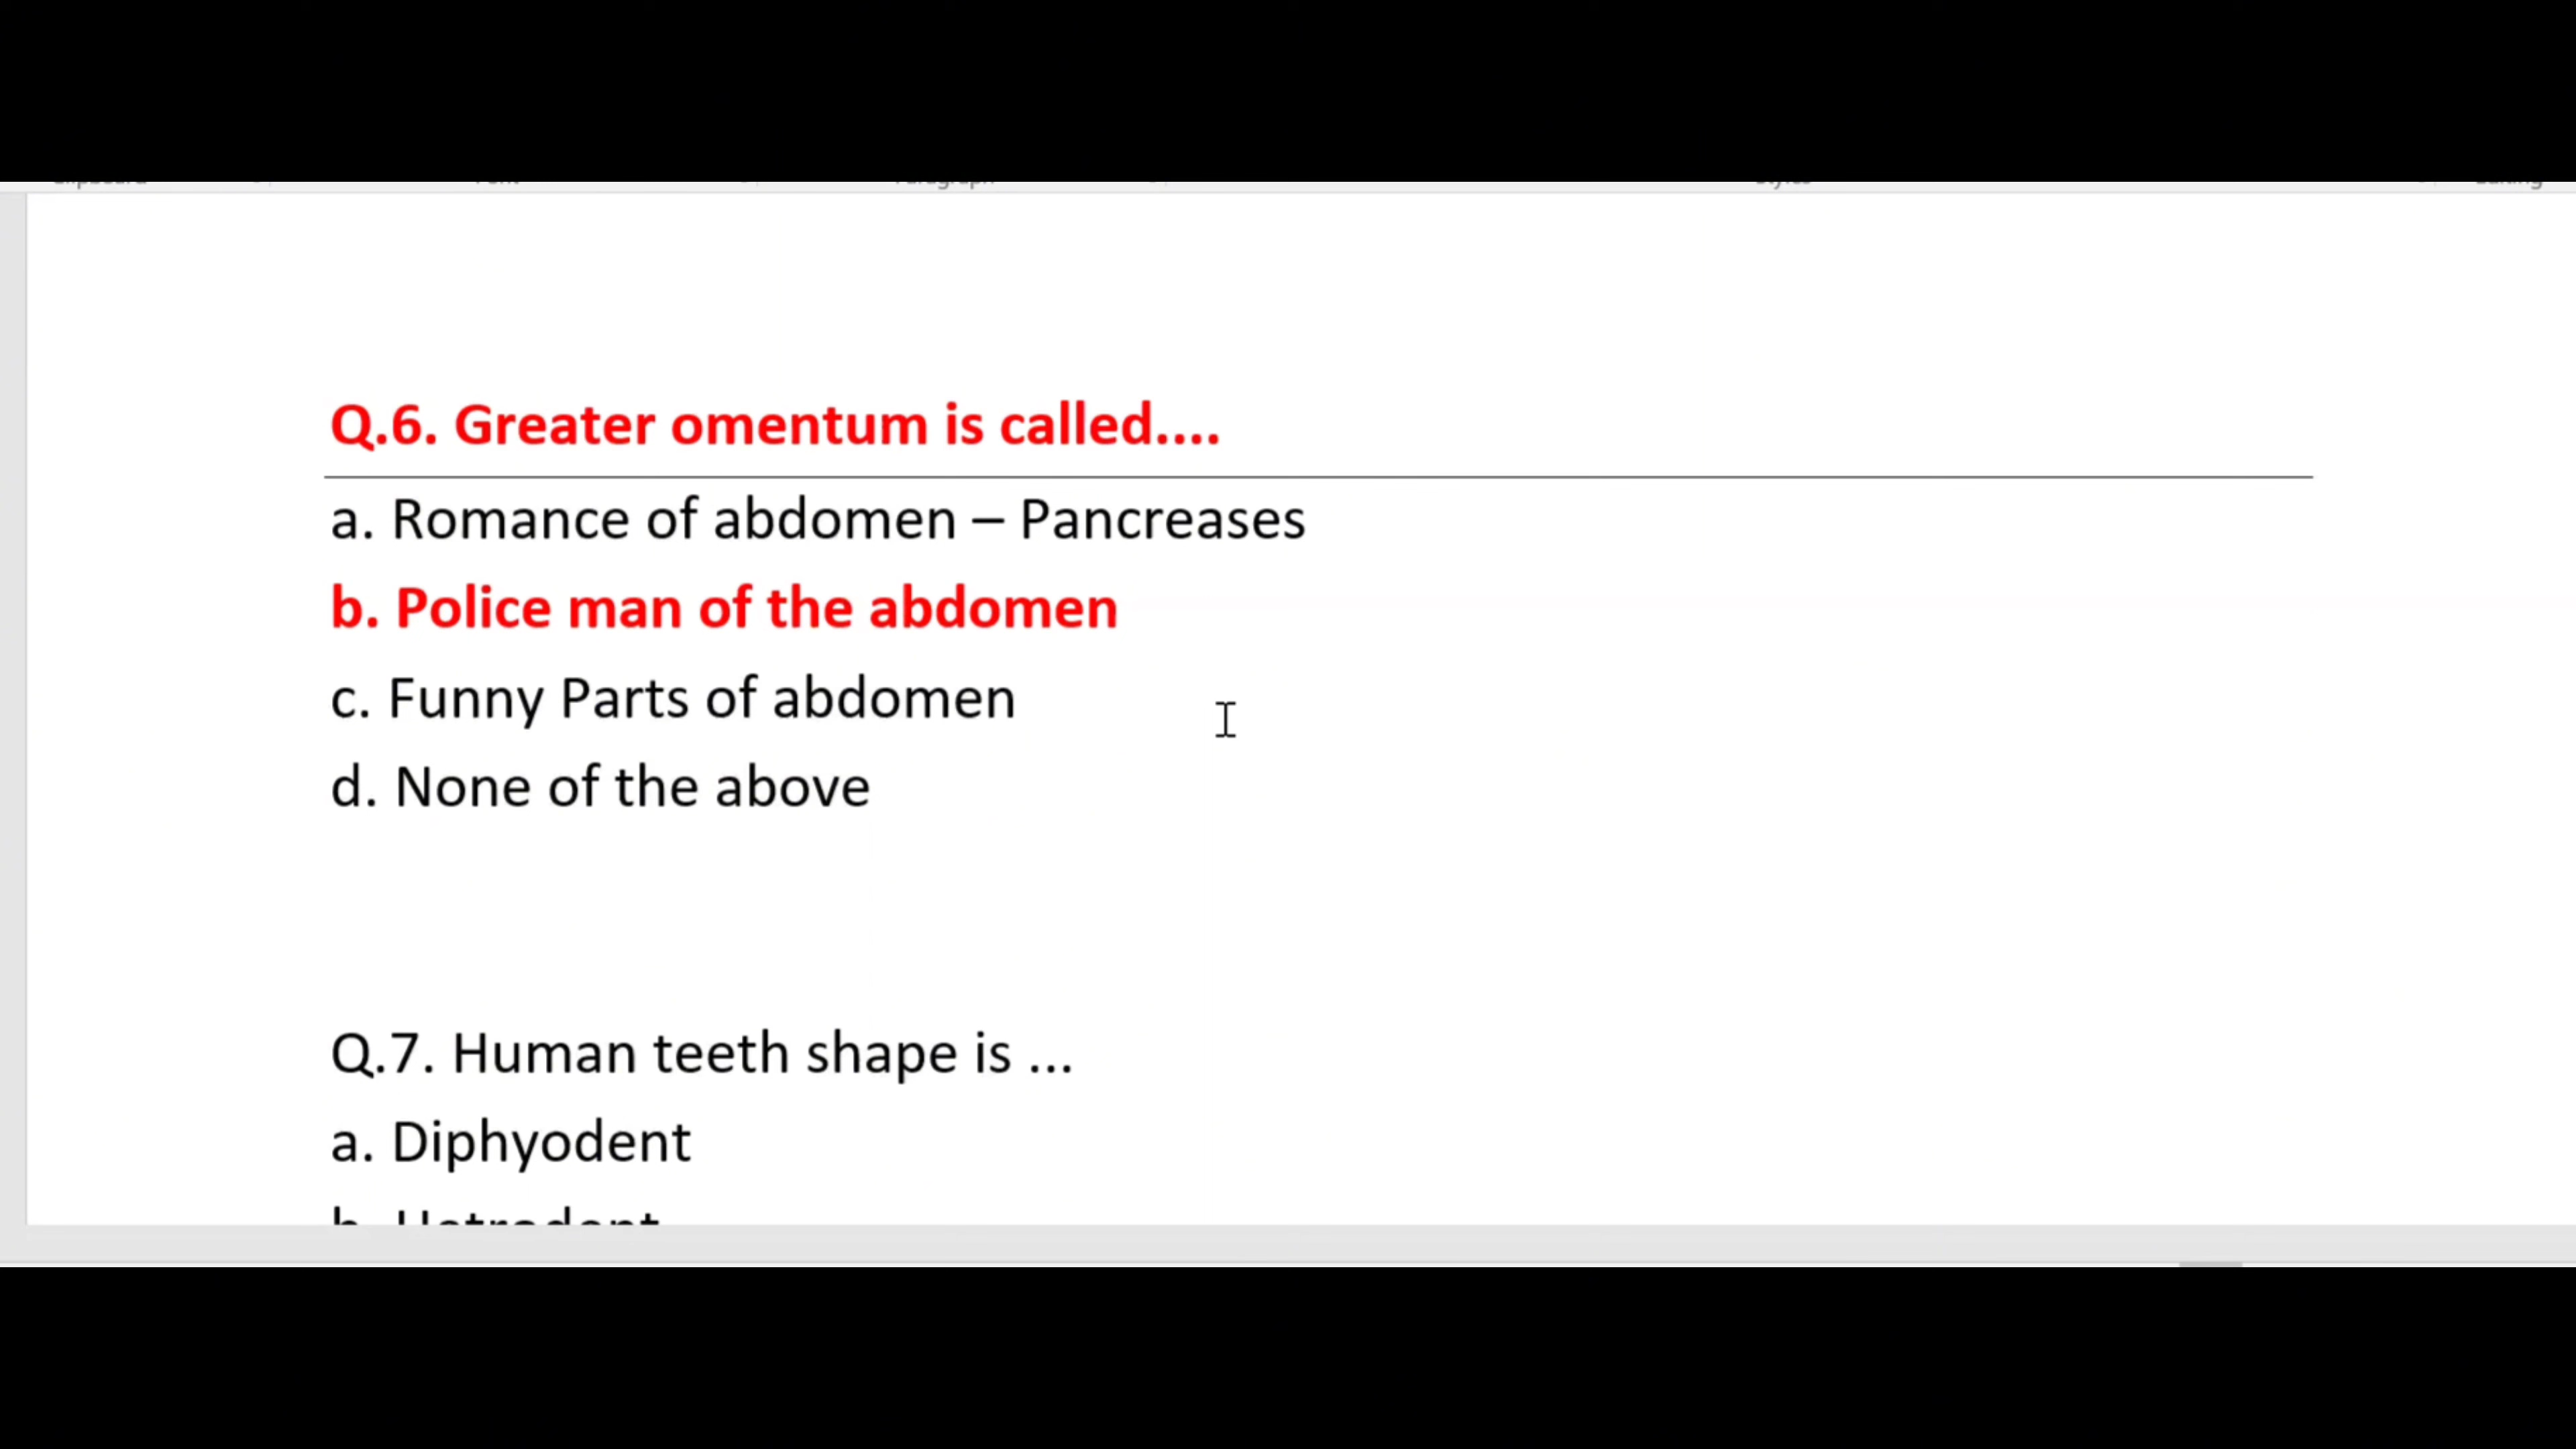 Q.6. Greater omentum is called....
a. Romance of abdomen – Pancreases
b. Police man of the abdomen
c. Funny Parts of abdomen
d. None of the above
Q.7. Human teeth shape is ...
a. Diphyodent